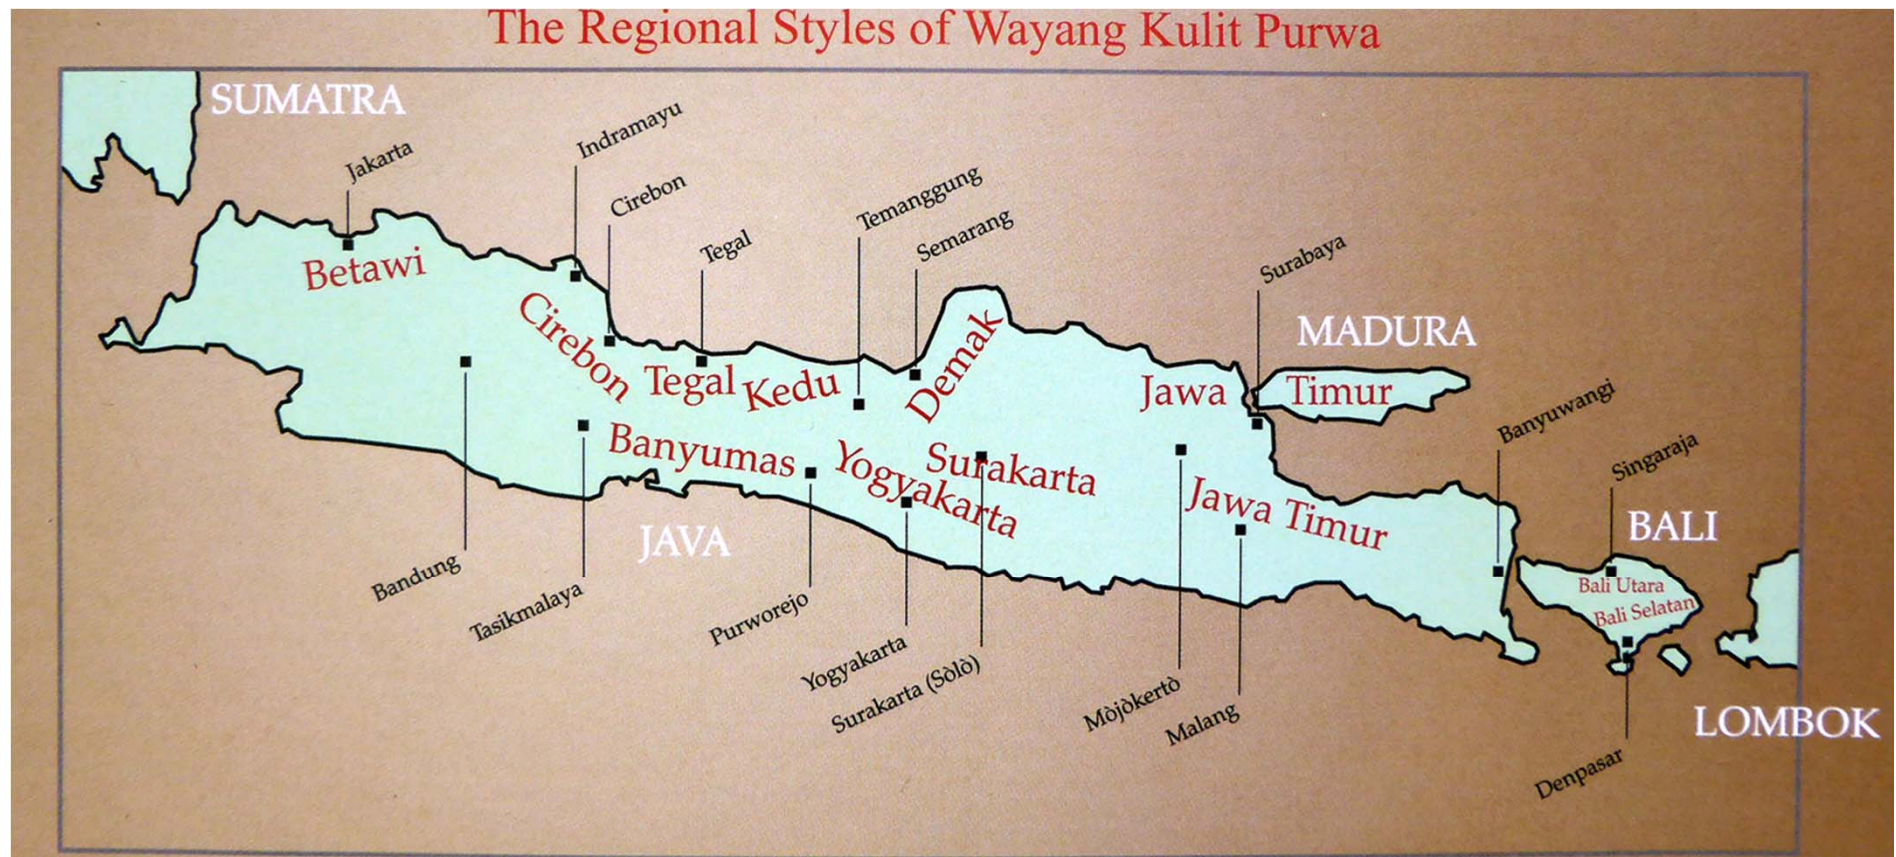 The Regional Styles of Wayang Kulit Purwa
SUMATRA
Jakarta
Indramayu
Cirebon
Tegal
Temanggung
Semarang
Surabaya
MADURA
Banyuwangi
Singaraja
BALI
Betawi
Cirebon
Tegal
Kedu
Demak
Jawa Timur
Banyumas
Yogyakarta
Surakarta
Jawa Timur
Bali Utara
Bali Selatan
JAVA
Bandung
Tasikmalaya
Purworejo
Yogyakarta
Surakarta (Sòlò)
Mòjòkertò
Malang
Denpasar
LOMBOK